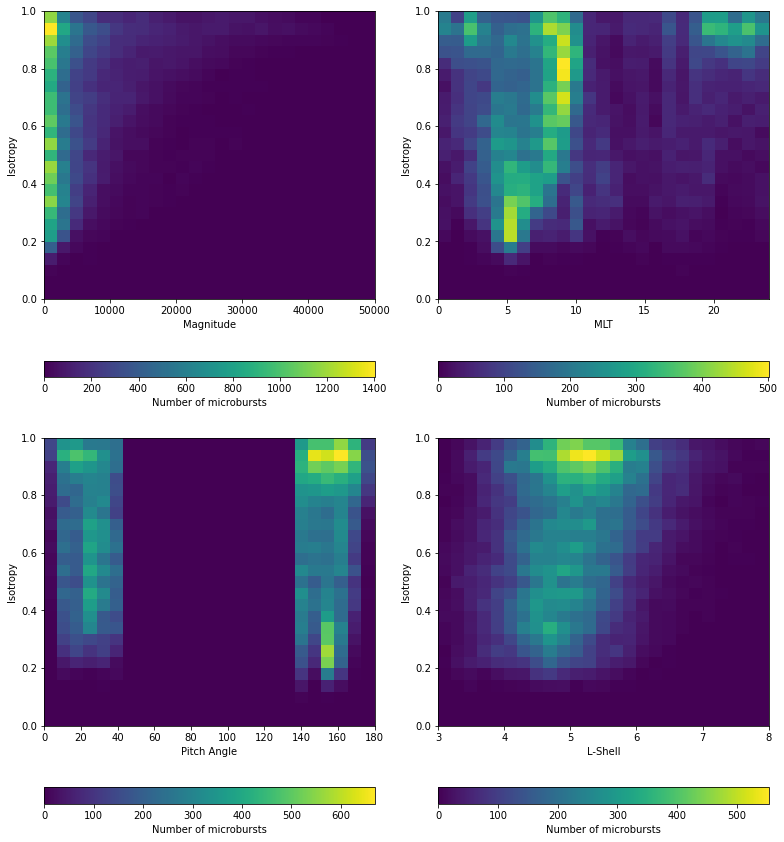 1.0
0.8
0.6
0.4
0.2
0.0
Isotropy
0 10000 20000 30000 40000 50000
Magnitude
0 200 400 600 800 1000 1200 1400
Number of microbursts
1.0
0.8
0.6
0.4
0.2
0.0
Isotropy
0 5 10 15 20
MLT
0 100 200 300 400 500
Number of microbursts
1.0
0.8
0.6
0.4
0.2
0.0
Isotropy
0 20 40 60 80 100 120 140 160 180
Pitch Angle
0 100 200 300 400 500 600
Number of microbursts
1.0
0.8
0.6
0.4
0.2
0.0
Isotropy
3 4 5 6 7 8
L-Shell
0 100 200 300 400 500
Number of microbursts